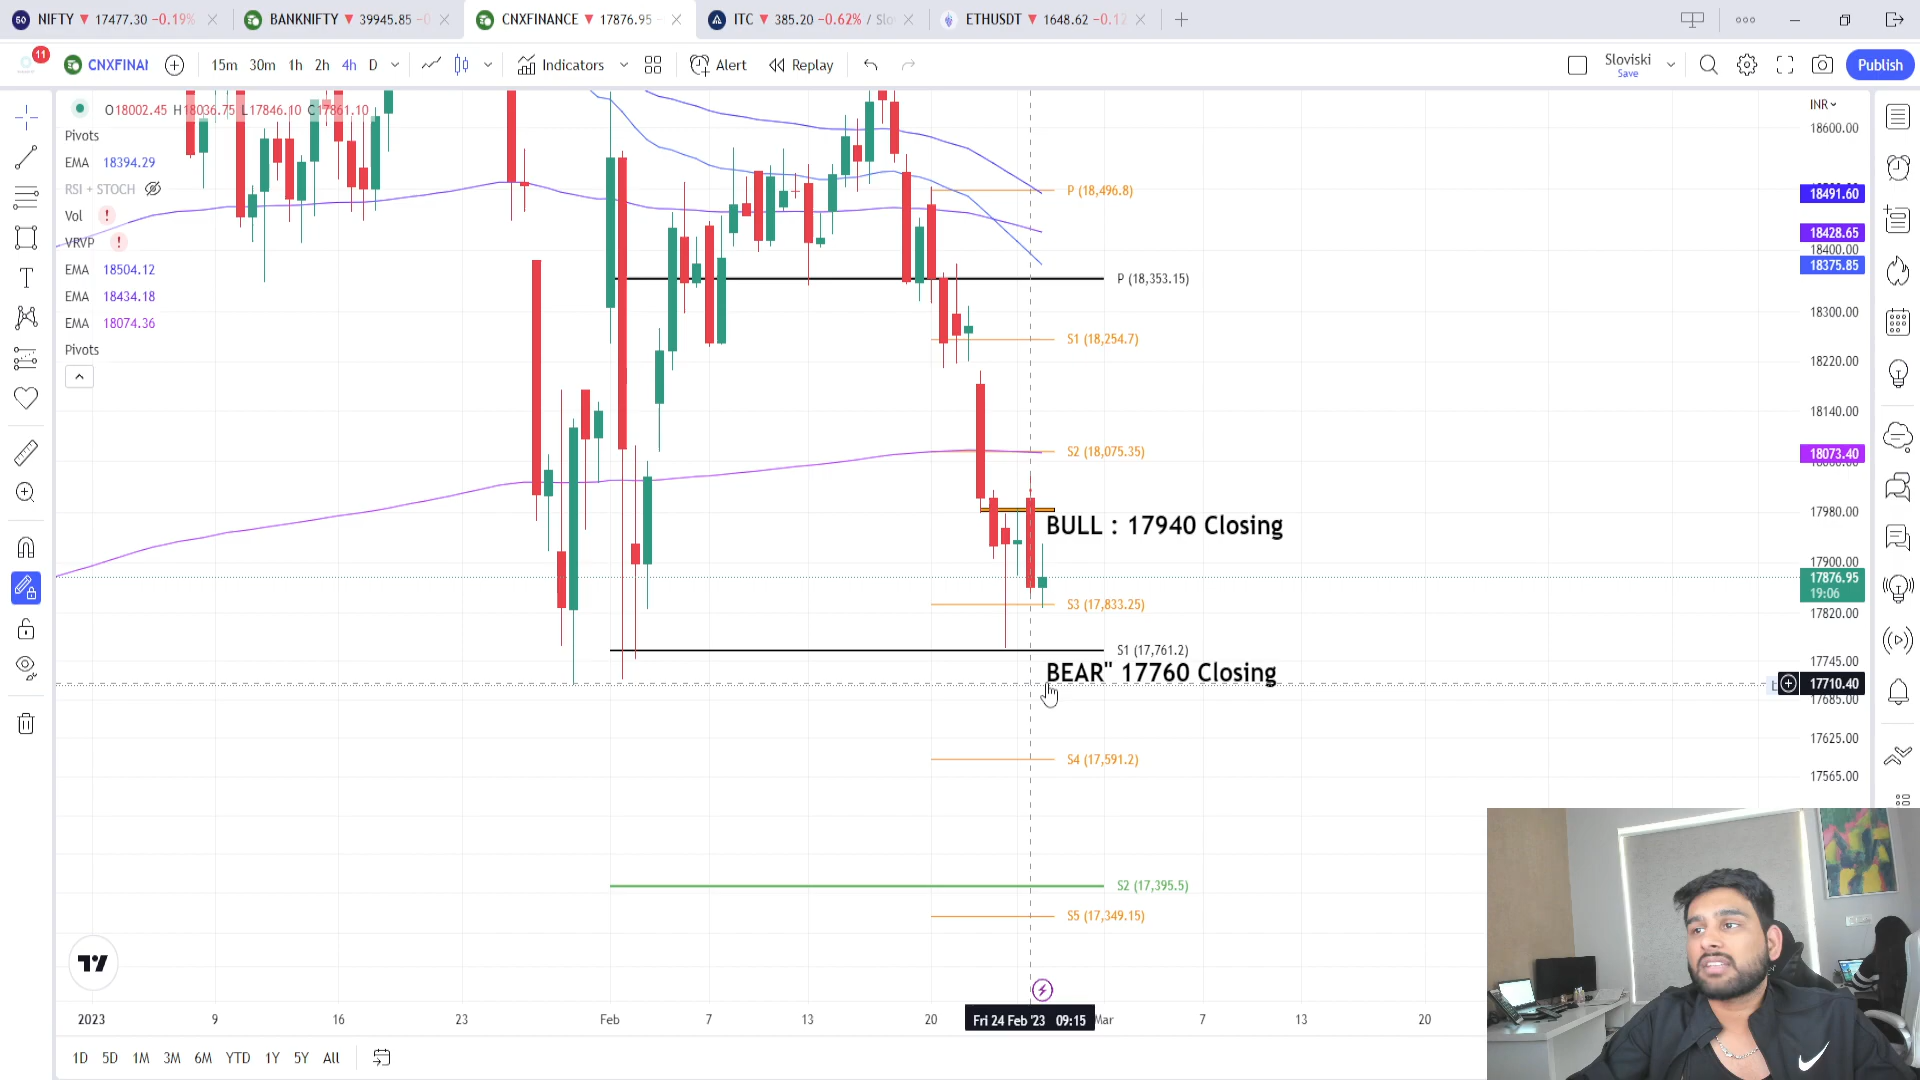 50 NIFTY ▼ 17477.30 −0.19%
BANKNIFTY ▼ 39945.85
CNXFINANCE ▼ 17876.95
ITC ▼ 385.20 −0.62% / Slo
ETHUSDT ▼ 1648.62 −0.1
11
CNXFINAI
15m 30m 1h 2h 4h D
Indicators
Alert
Replay
Sloviski
Save
Publish
O18002.45 H18036.75 L17846.10 C17861.10
Pivots
EMA 18394.29
RSI + STOCH
Vol !
VRVP !
EMA 18504.12
EMA 18434.18
EMA 18074.36
Pivots
INR
18600.00
P (18,496.8)
18491.60
18428.65
18400.00
18375.85
P (18,353.15)
18300.00
S1 (18,254.7)
18220.00
18140.00
S2 (18,075.35)
18073.40
17980.00
BULL : 17940 Closing
17900.00
17876.95
19:06
S3 (17,833.25)
17820.00
S1 (17,761.2)
17745.00
BEAR" 17760 Closing
17710.40
17685.00
17625.00
S4 (17,591.2)
17565.00
S2 (17,395.5)
S5 (17,349.15)
2023 9 16 23 Feb 7 13 20 Fri 24 Feb '23 09:15 Mar 7 13 20
1D 5D 1M 3M 6M YTD 1Y 5Y All